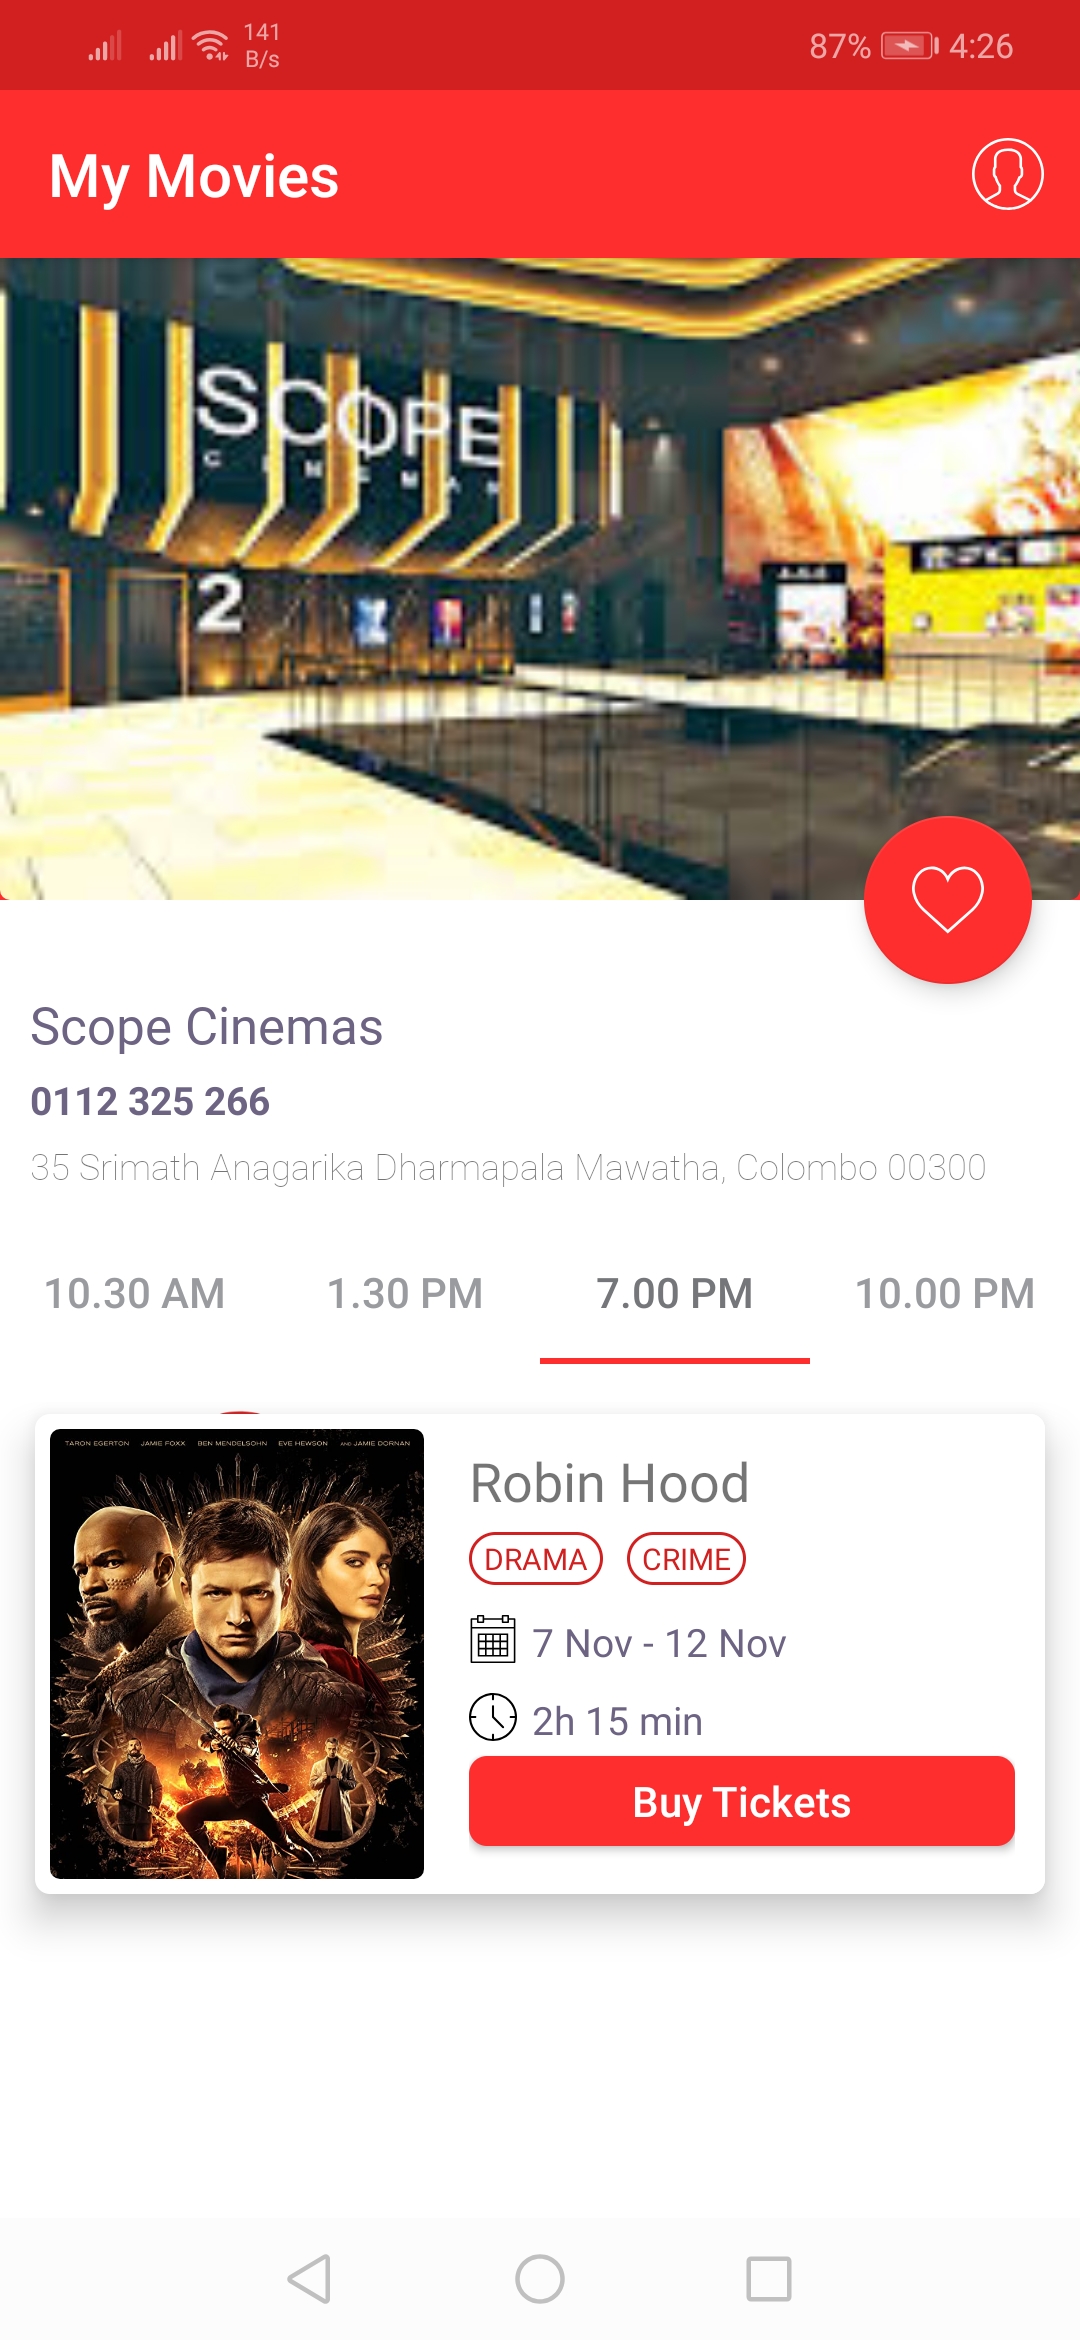 141
B/s
87%
4:26
My Movies
SCOPE
CINEMAS
2
Scope Cinemas
0112 325 266
35 Srimath Anagarika Dharmapala Mawatha, Colombo 00300
10.30 AM
1.30 PM
7.00 PM
10.00 PM
TARON EGERTON JAMIE FOXX BEN MENDELSOHN EVE HEWSON AND JAMIE DORNAN
Robin Hood
DRAMA
CRIME
7 Nov - 12 Nov
2h 15 min
Buy Tickets